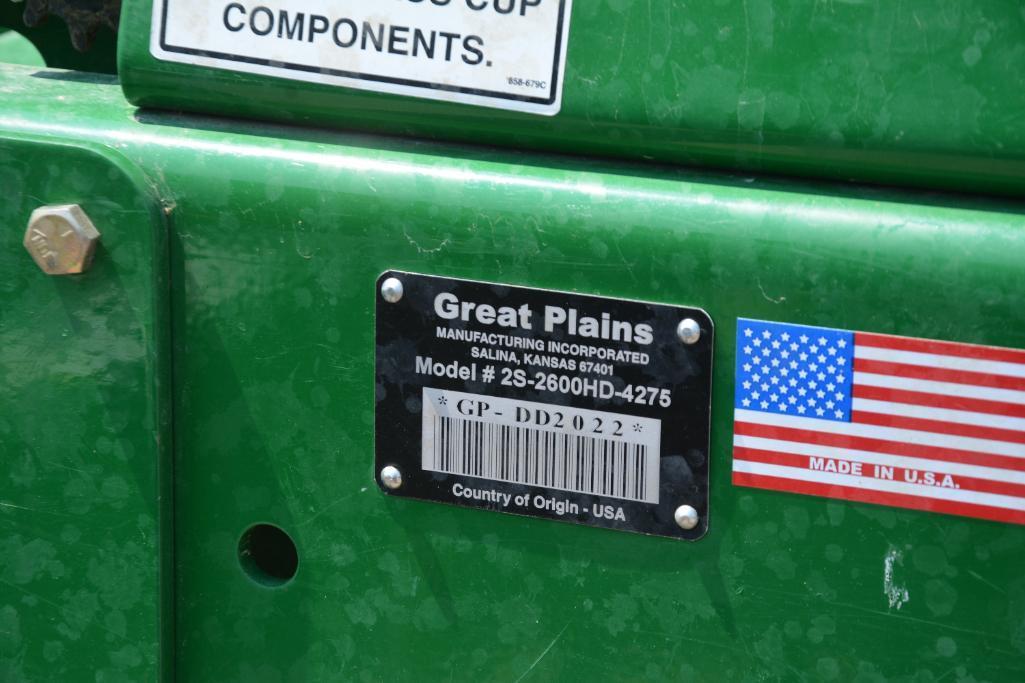 CUP
COMPONENTS.
858-679C
Great Plains
MANUFACTURING INCORPORATED
SALINA, KANSAS 67401
Model # 2S-2600HD-4275
*GP-DD2022*
Country of Origin - USA
MADE IN U.S.A.